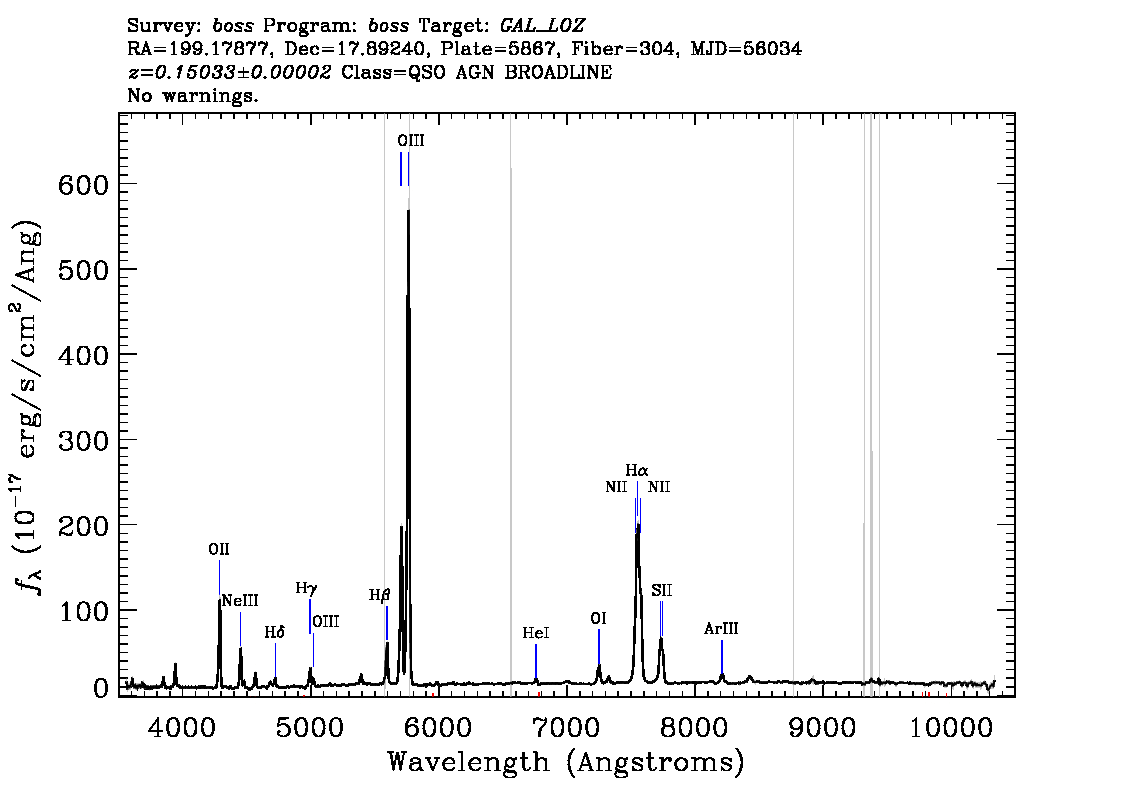 Survey: boss Program: boss Target: GAL_LOZ
RA=199.17877, Dec=17.89240, Plate=5867, Fiber=304, MJD=56034
z=0.15033±0.00002 Class=QSO AGN BROADLINE
No warnings.
OIII
600
500
400
300
200
100
0
fλ (10⁻¹⁷ erg/s/cm²/Ang)
Hα
NII NII
OII
NeIII
Hδ
Hγ
OIII
Hβ
HeI
OI
SII
ArIII
4000 5000 6000 7000 8000 9000 10000
Wavelength (Angstroms)